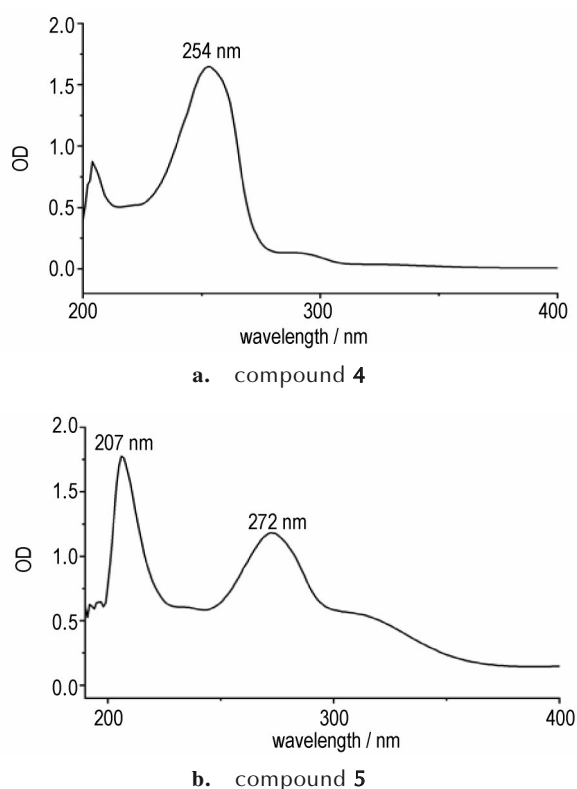 2.0
254 nm
1.5
1.0
OD
0.5
0.0
200 300 400
wavelength / nm
a. compound 4
2.0
207 nm
1.5
272 nm
1.0
OD
0.5
0.0
200 300 400
wavelength / nm
b. compound 5